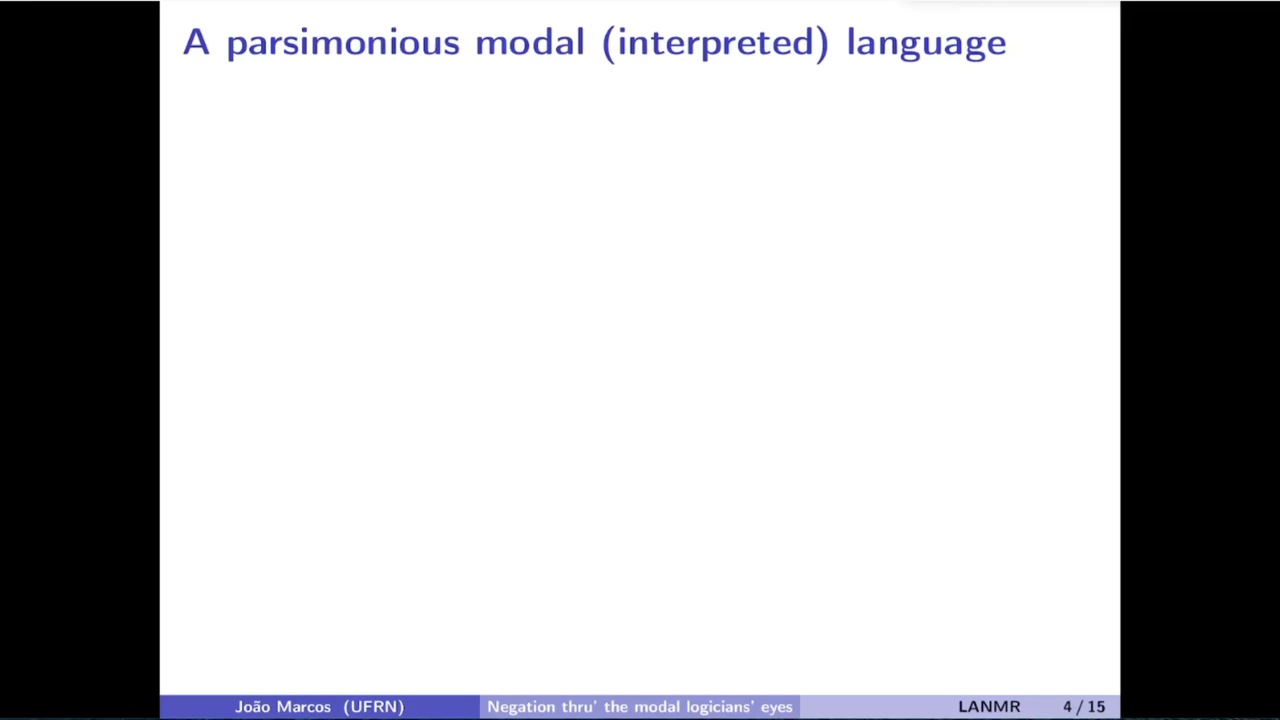 A parsimonious modal (interpreted) language
João Marcos (UFRN) Negation thru' the modal logicians' eyes LANMR 4 / 15